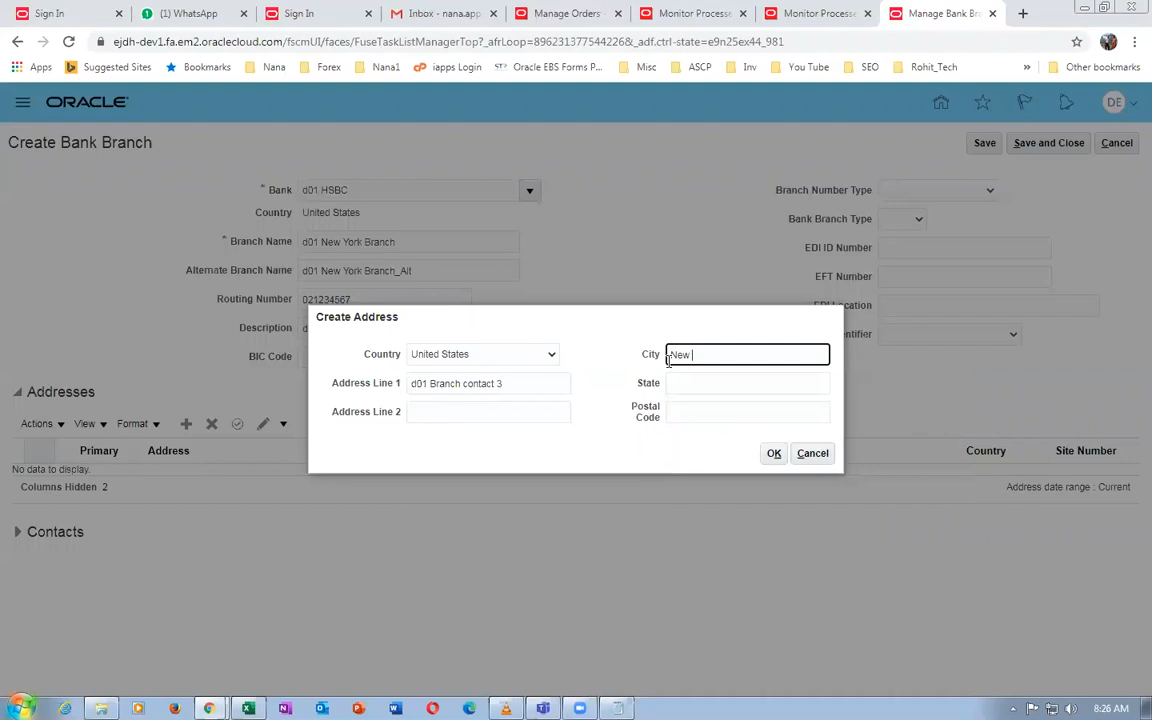 Sign In
WhatsApp
Sign In
Inbox - nana.app
Manage Orders
Monitor Processe
Monitor Processe
Manage Bank Br
ejdh-dev1.fa.em2.oraclecloud.com/fscmUI/faces/FuseTaskListManagerTop?_afrLoop=8962313775442266&_adf.ctrl-state=e9n25ex44_981
Apps
Suggested Sites
Bookmarks
Nana
Forex
Nana1
iapps Login
Oracle EBS Forms P...
Misc
ASCP
Inv
You Tube
SEO
Rohit_Tech
»
Other bookmarks
ORACLE
DE
Create Bank Branch
Save
Save and Close
Cancel
* Bank d01 HSBC
Country United States
* Branch Name d01 New York Branch
Alternate Branch Name d01 New York Branch_Alt
Routing Number 021234567
Description d
BIC Code
Branch Number Type
Bank Branch Type
EDI ID Number
EFT Number
EDI Location
Identifier
Create Address
Country United States
Address Line 1 d01 Branch contact 3
Address Line 2
City New
State
Postal
Code
OK
Cancel
Addresses
Actions
View
Format
Primary
Address
Country
Site Number
No data to display.
Columns Hidden 2
Address date range : Current
Contacts
8:26 AM